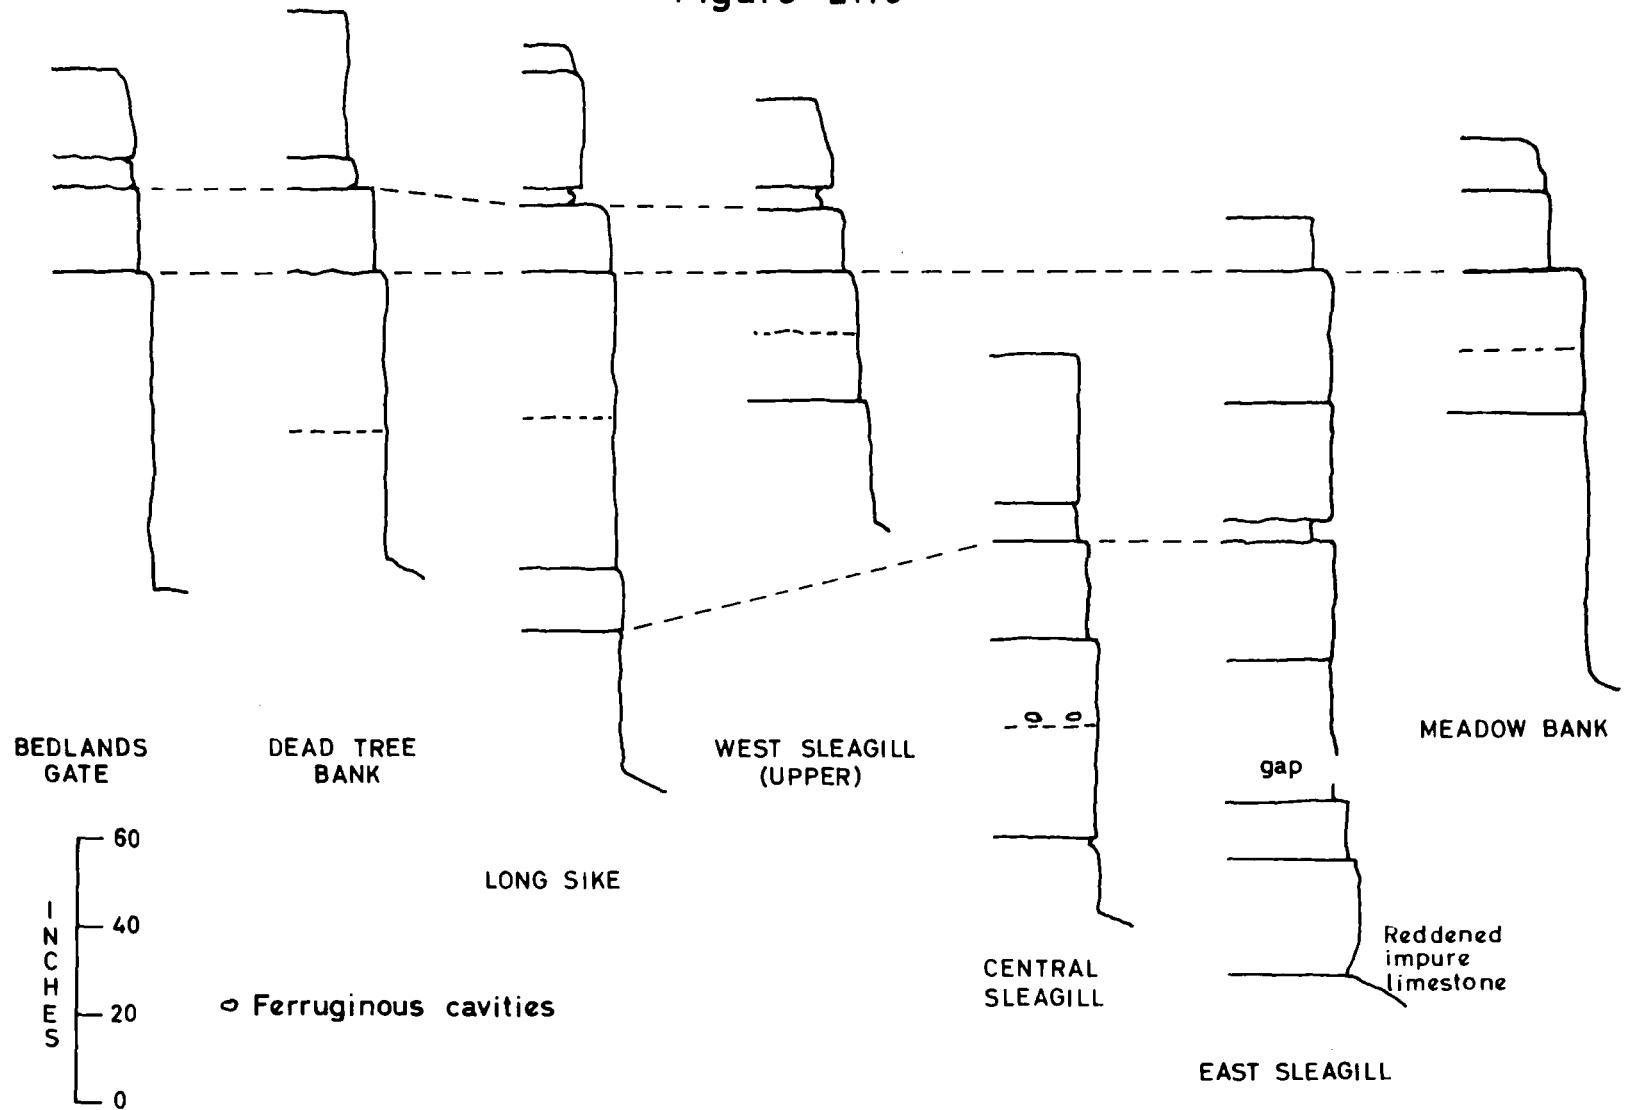 BEDLANDS
GATE
DEAD TREE
BANK
LONG SIKE
WEST SLEAGILL
(UPPER)
CENTRAL
SLEAGILL
gap
EAST SLEAGILL
Reddened
impure
limestone
MEADOW BANK
INCHES
60
40
20
0
Ferruginous cavities